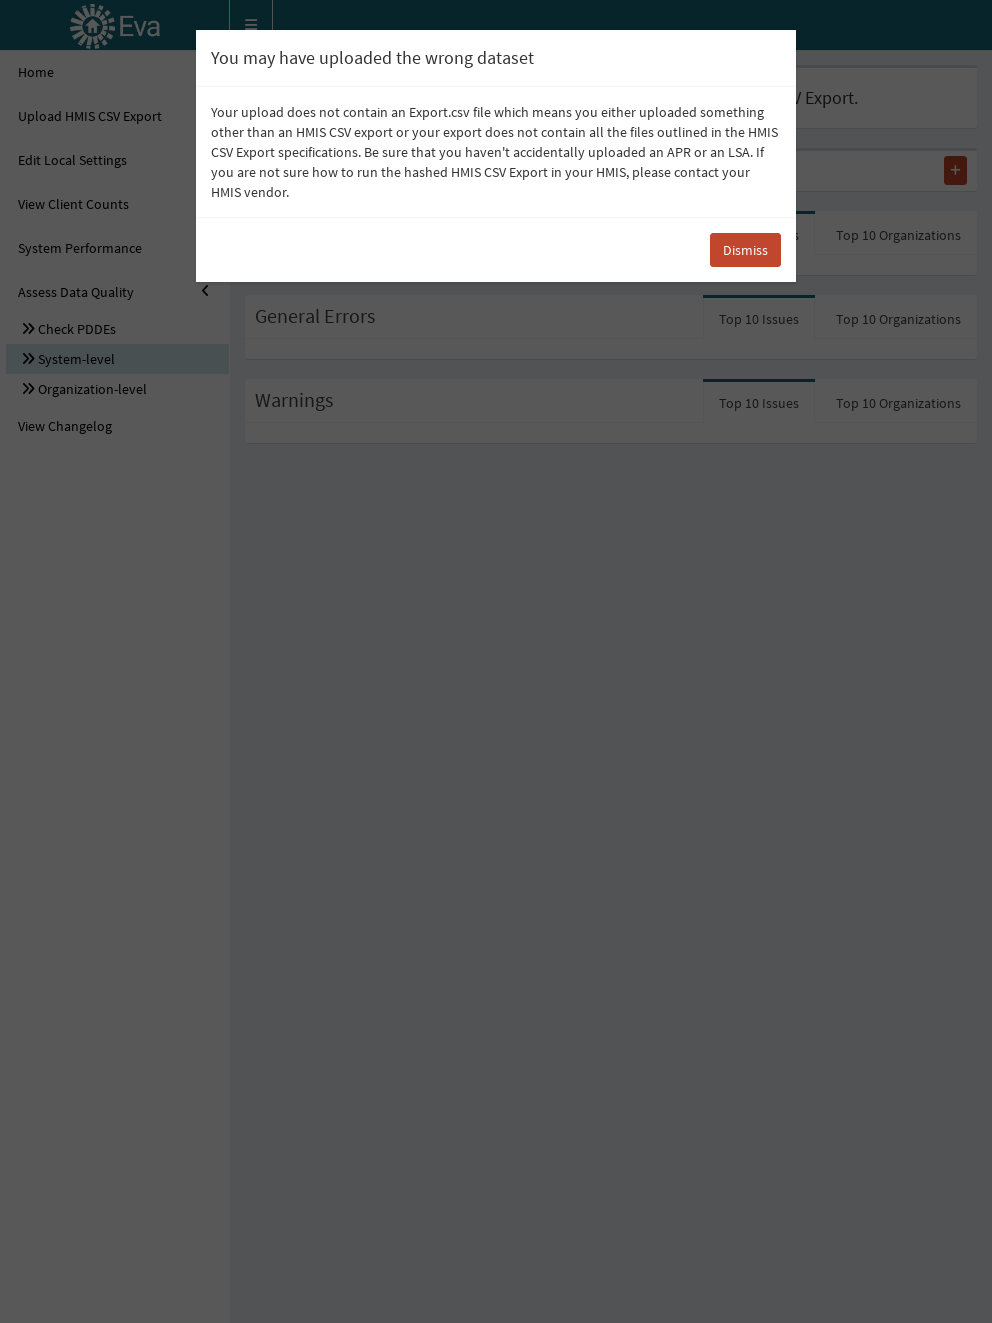 Eva
You may have uploaded the wrong dataset
Your upload does not contain an Export.csv file which means you either uploaded something
other than an HMIS CSV export or your export does not contain all the files outlined in the HMIS
CSV Export specifications. Be sure that you haven't accidentally uploaded an APR or an LSA. If
you are not sure how to run the hashed HMIS CSV Export in your HMIS, please contact your
HMIS vendor.
Dismiss
Home
Upload HMIS CSV Export
Edit Local Settings
View Client Counts
System Performance
Assess Data Quality
Check PDDEs
System-level
Organization-level
View Changelog
Export.
Top 10 Organizations
General Errors
Top 10 Issues
Top 10 Organizations
Warnings
Top 10 Issues
Top 10 Organizations